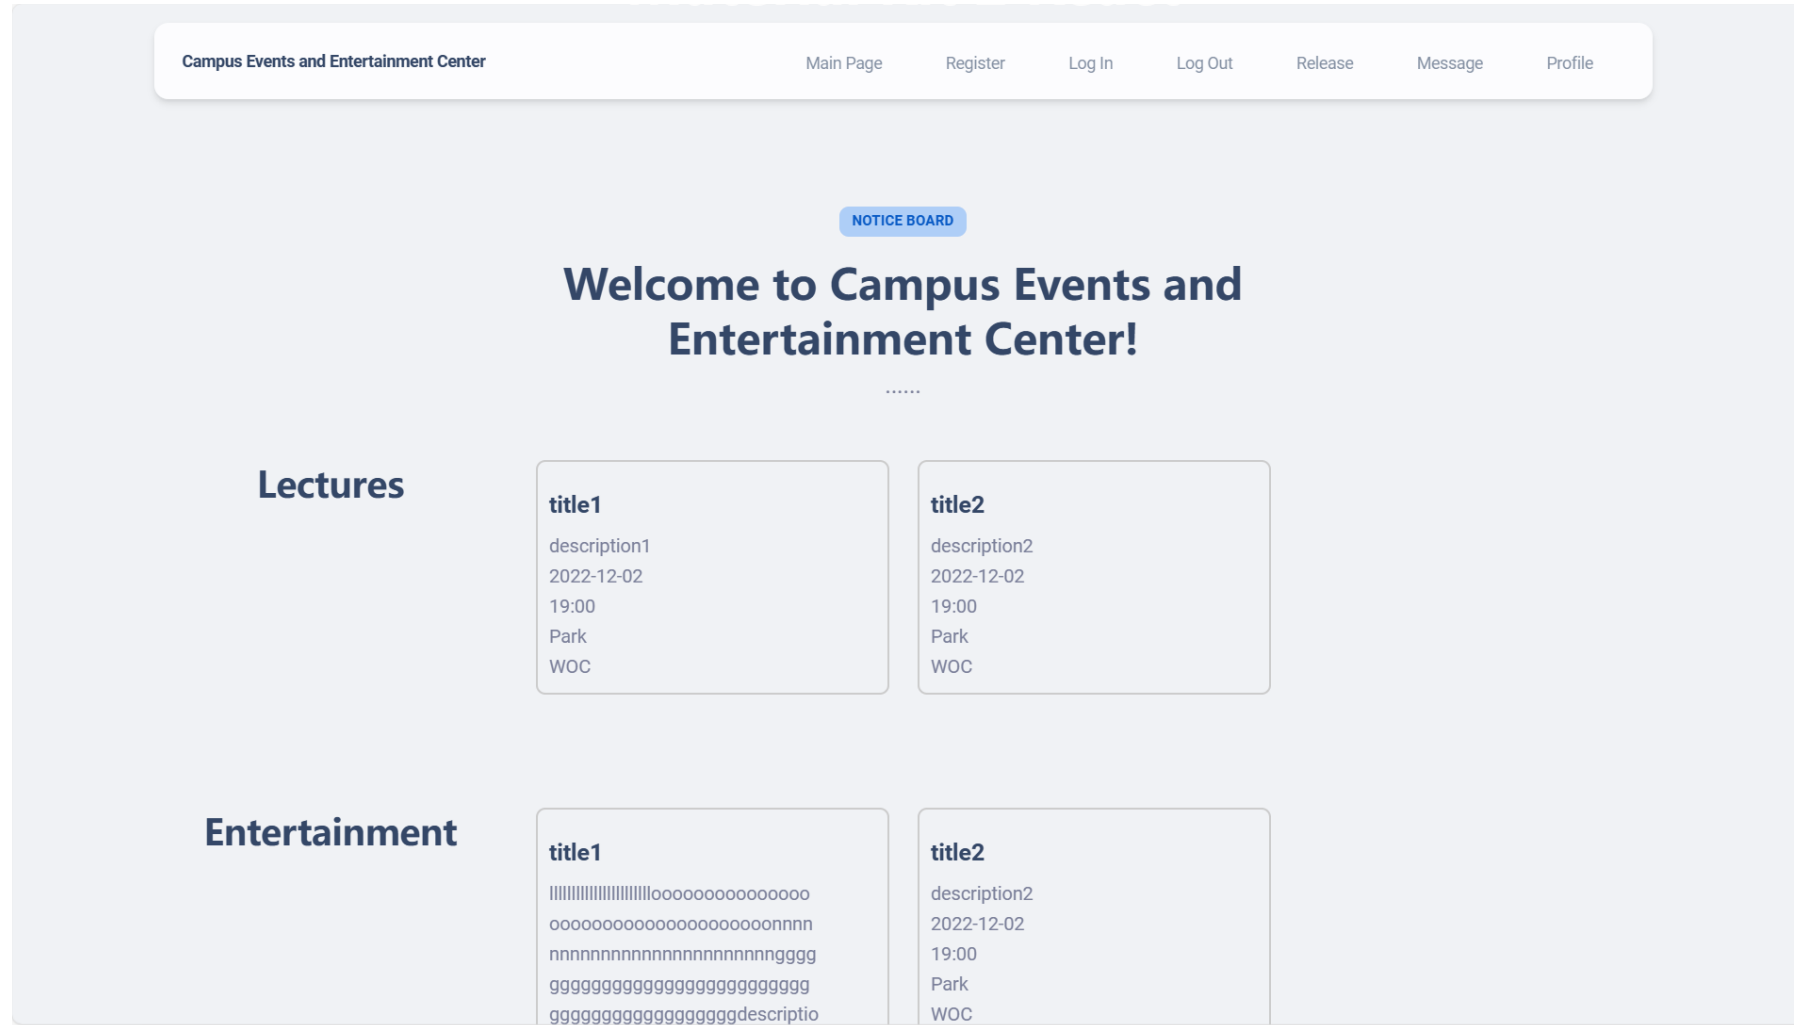 Campus Events and Entertainment Center
Main Page
Register
Log In
Log Out
Release
Message
Profile
NOTICE BOARD
Welcome to Campus Events and
Entertainment Center!
......
Lectures
title1
description1
2022-12-02
19:00
Park
WOC
title2
description2
2022-12-02
19:00
Park
WOC
Entertainment
title1
title2
description2
2022-12-02
19:00
Park
WOC